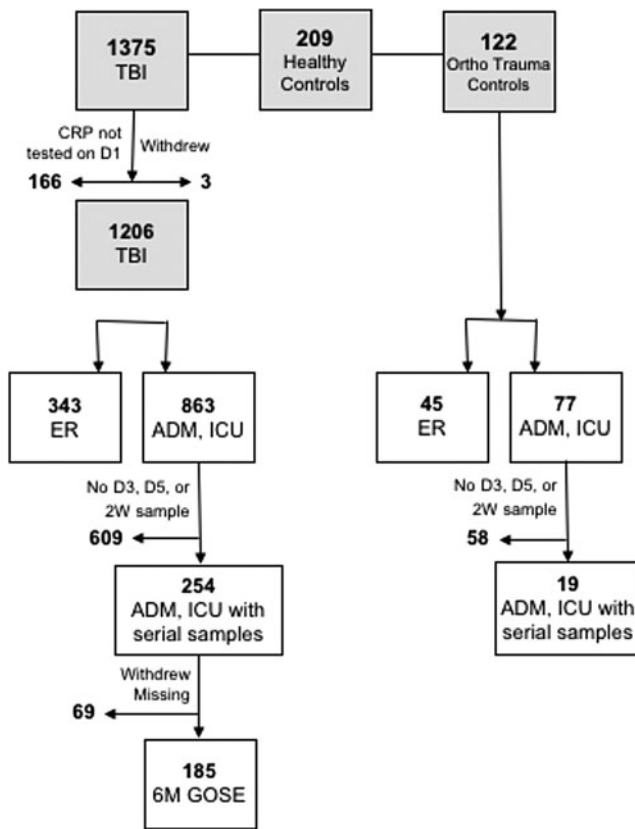 1375
TBI
209
Healthy
Controls
122
Ortho Trauma
Controls
CRP not
tested on D1
Withdrew
166
3
1206
TBI
343
ER
863
ADM, ICU
45
ER
77
ADM, ICU
No D3, D5, or
2W sample
609
No D3, D5, or
2W sample
58
254
ADM, ICU with
serial samples
19
ADM, ICU with
serial samples
Withdrew
Missing
69
185
6M GOSE